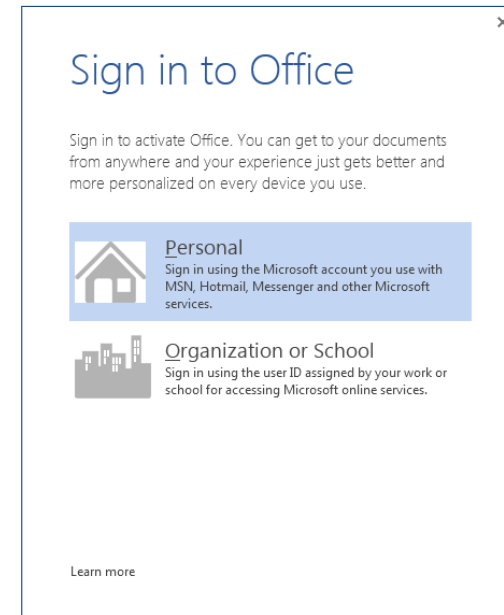 Sign in to Office
Sign in to activate Office. You can get to your documents
from anywhere and your experience just gets better and
more personalized on every device you use.
Personal
Sign in using the Microsoft account you use with
MSN, Hotmail, Messenger and other Microsoft
services.
Organization or School
Sign in using the user ID assigned by your work or
school for accessing Microsoft online services.
Learn more